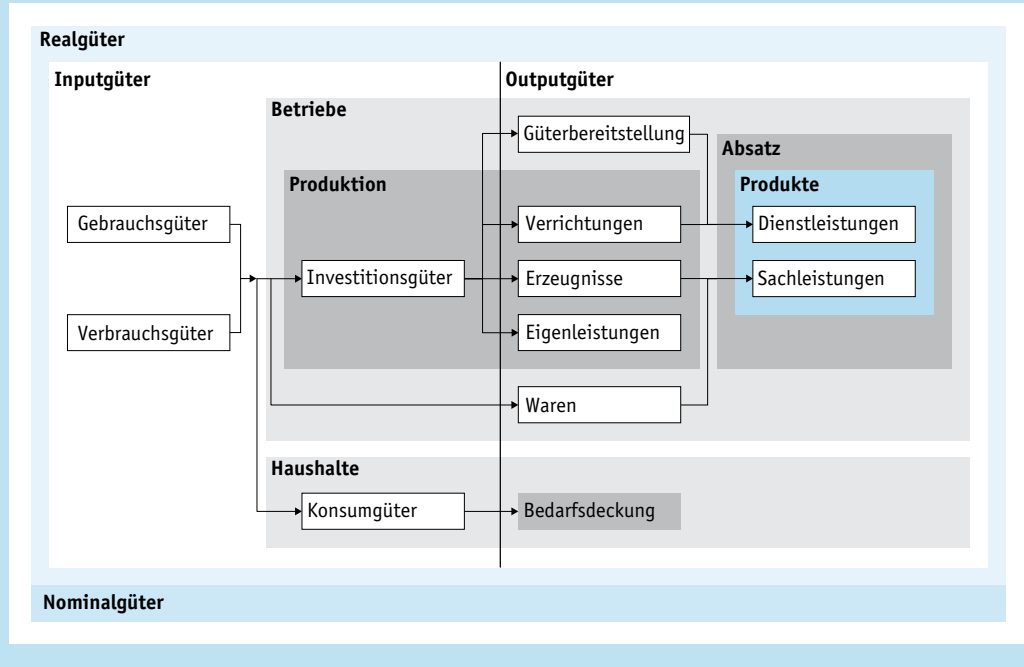 Realgüter
Inputgüter
Outputgüter
Betriebe
Güterbereitstellung
Absatz
Produktion
Produkte
Gebrauchsgüter
Verrichtungen
Dienstleistungen
Investitionsgüter
Erzeugnisse
Sachleistungen
Verbrauchsgüter
Eigenleistungen
Waren
Haushalte
Konsumgüter
Bedarfsdeckung
Nominalgüter